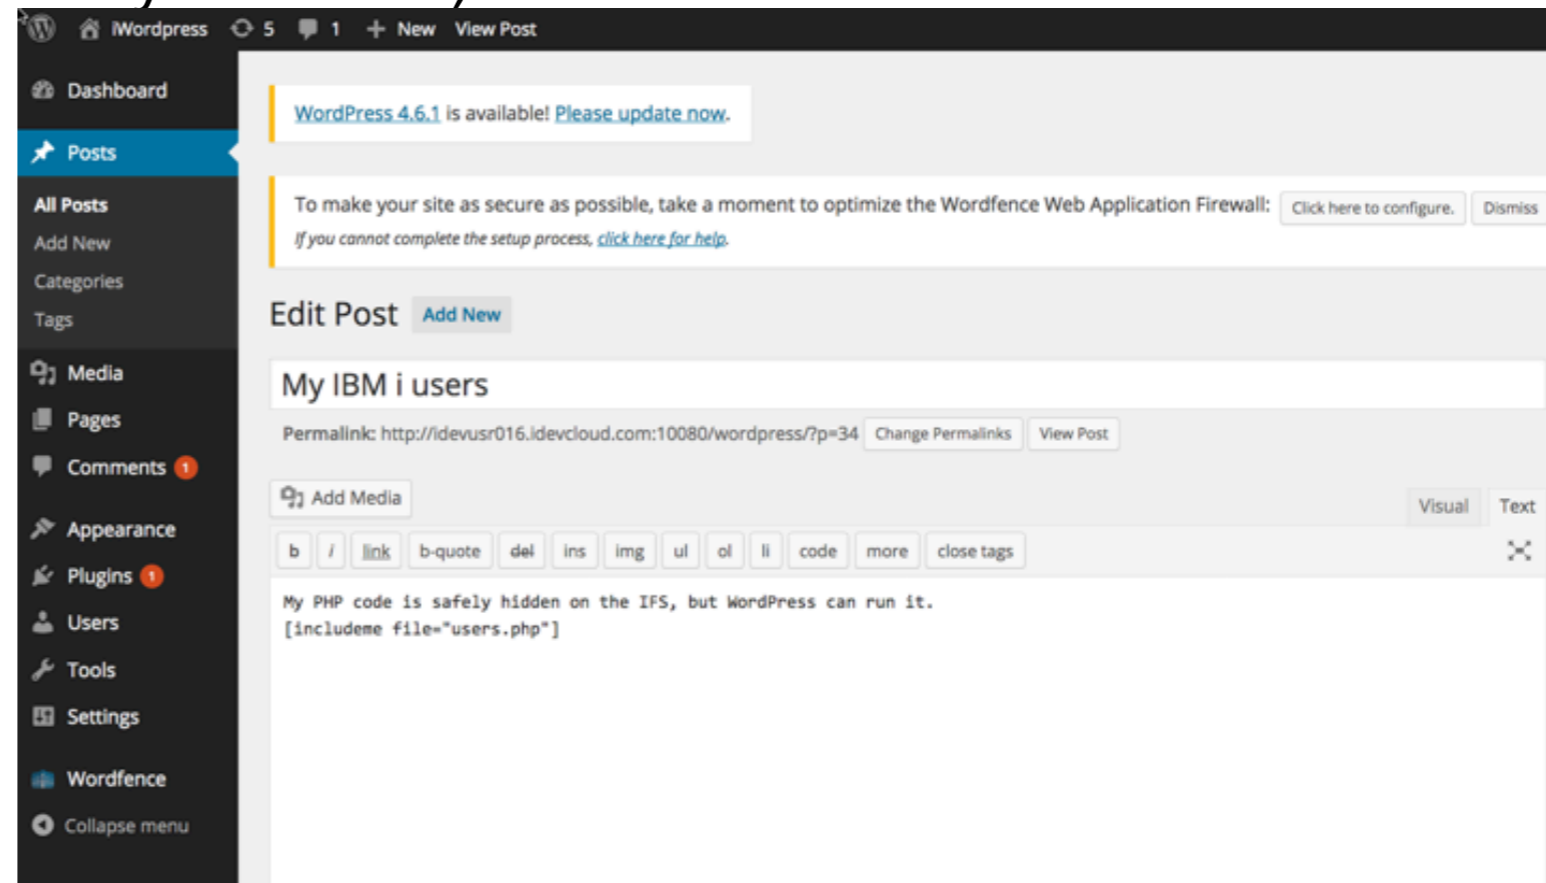 iWordpress 5 1 + New View Post
Dashboard
Posts
All Posts
Add New
Categories
Tags
Media
Pages
Comments 1
Appearance
Plugins 1
Users
Tools
Settings
Wordfence
Collapse menu
WordPress 4.6.1 is available! Please update now.
To make your site as secure as possible, take a moment to optimize the Wordfence Web Application Firewall: Click here to configure. Dismiss
If you cannot complete the setup process, click here for help.
Edit Post Add New
My IBM i users
Permalink: http://idevusr016.idevcloud.com:10080/wordpress/?p=34 Change Permalinks View Post
Add Media
Visual Text
b i link b-quote del ins img ul ol li code more close tags
My PHP code is safely hidden on the IFS, but WordPress can run it.
[includeme file="users.php"]